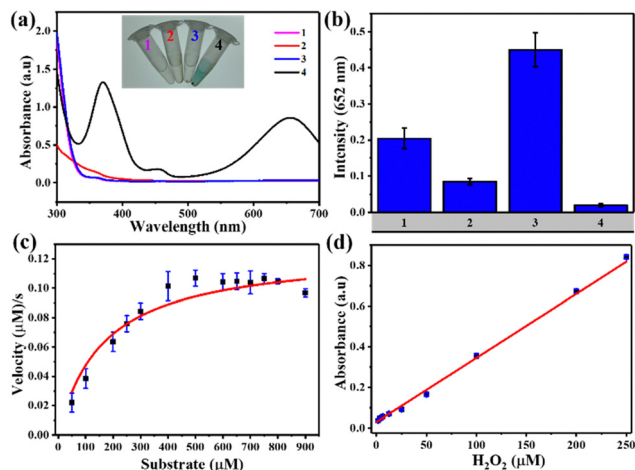 (a)
1 2 3 4
1
2
3
4
Absorbance (a.u)
2.0
1.5
1.0
0.5
0.0
300 400 500 600 700
Wavelength (nm)
(b)
Intensity (652 nm)
0.6
0.5
0.4
0.3
0.2
0.1
0.0
1 2 3 4
(c)
Velocity (μM)/s
0.12
0.10
0.08
0.06
0.04
0.02
0.00
0 100 200 300 400 500 600 700 800 900
Substrate (μM)
(d)
Absorbance (a.u)
0.8
0.6
0.4
0.2
0.0
0 50 100 150 200 250
H₂O₂ (μM)